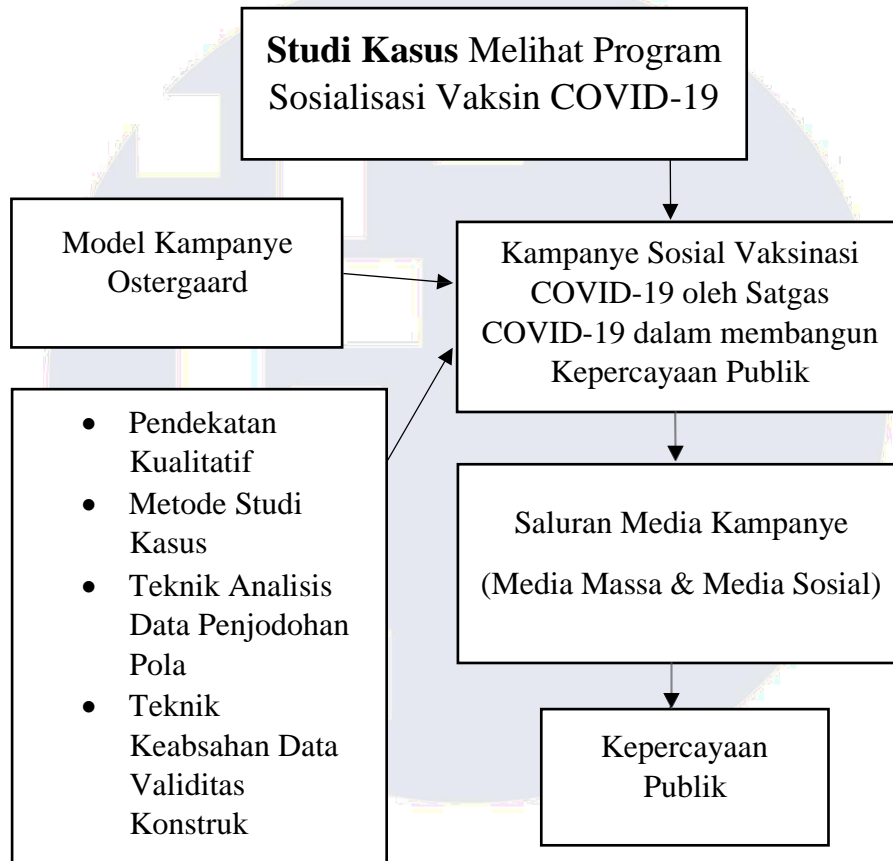 Studi Kasus Melihat Program
Sosialisasi Vaksin COVID-19
Model Kampanye
Ostergaard
Kampanye Sosial Vaksinasi
COVID-19 oleh Satgas
COVID-19 dalam membangun
Kepercayaan Publik
• Pendekatan
Kualitatif
• Metode Studi
Kasus
• Teknik Analisis
Data Penjodohan
Pola
• Teknik
Keabsahan Data
Validitas
Konstruk
Saluran Media Kampanye
(Media Massa & Media Sosial)
Kepercayaan
Publik